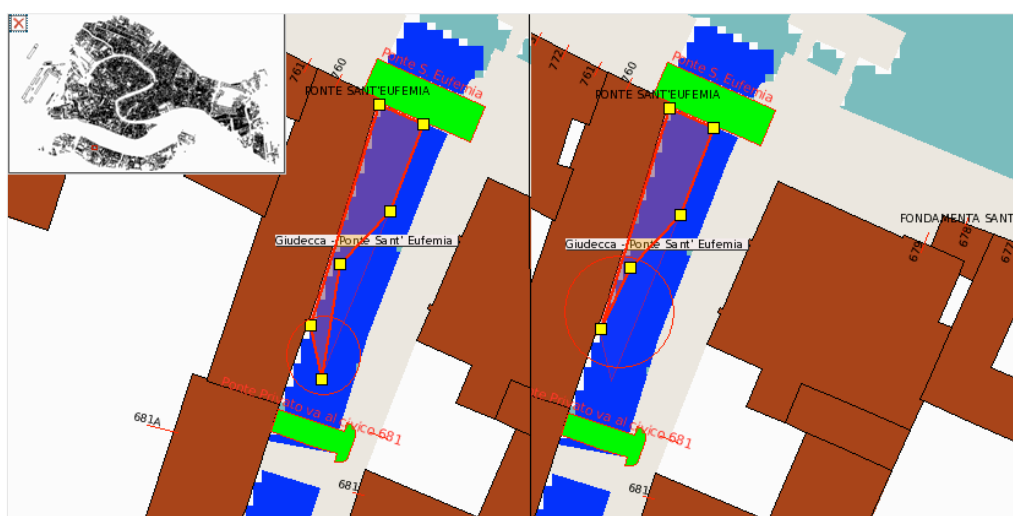 761
760
Ponte S. Eufemia
PONTE SANT'EUFEMIA
Giudecca - Ponte Sant' Eufemia
Ponte Privato va al civico 681
681A
681
772
761
760
Ponte S. Eufemia
PONTE SANT'EUFEMIA
Giudecca - Ponte Sant' Eufemia
FONDAMENTA SANT
679
678
677
Ponte Privato va al civico 681
681